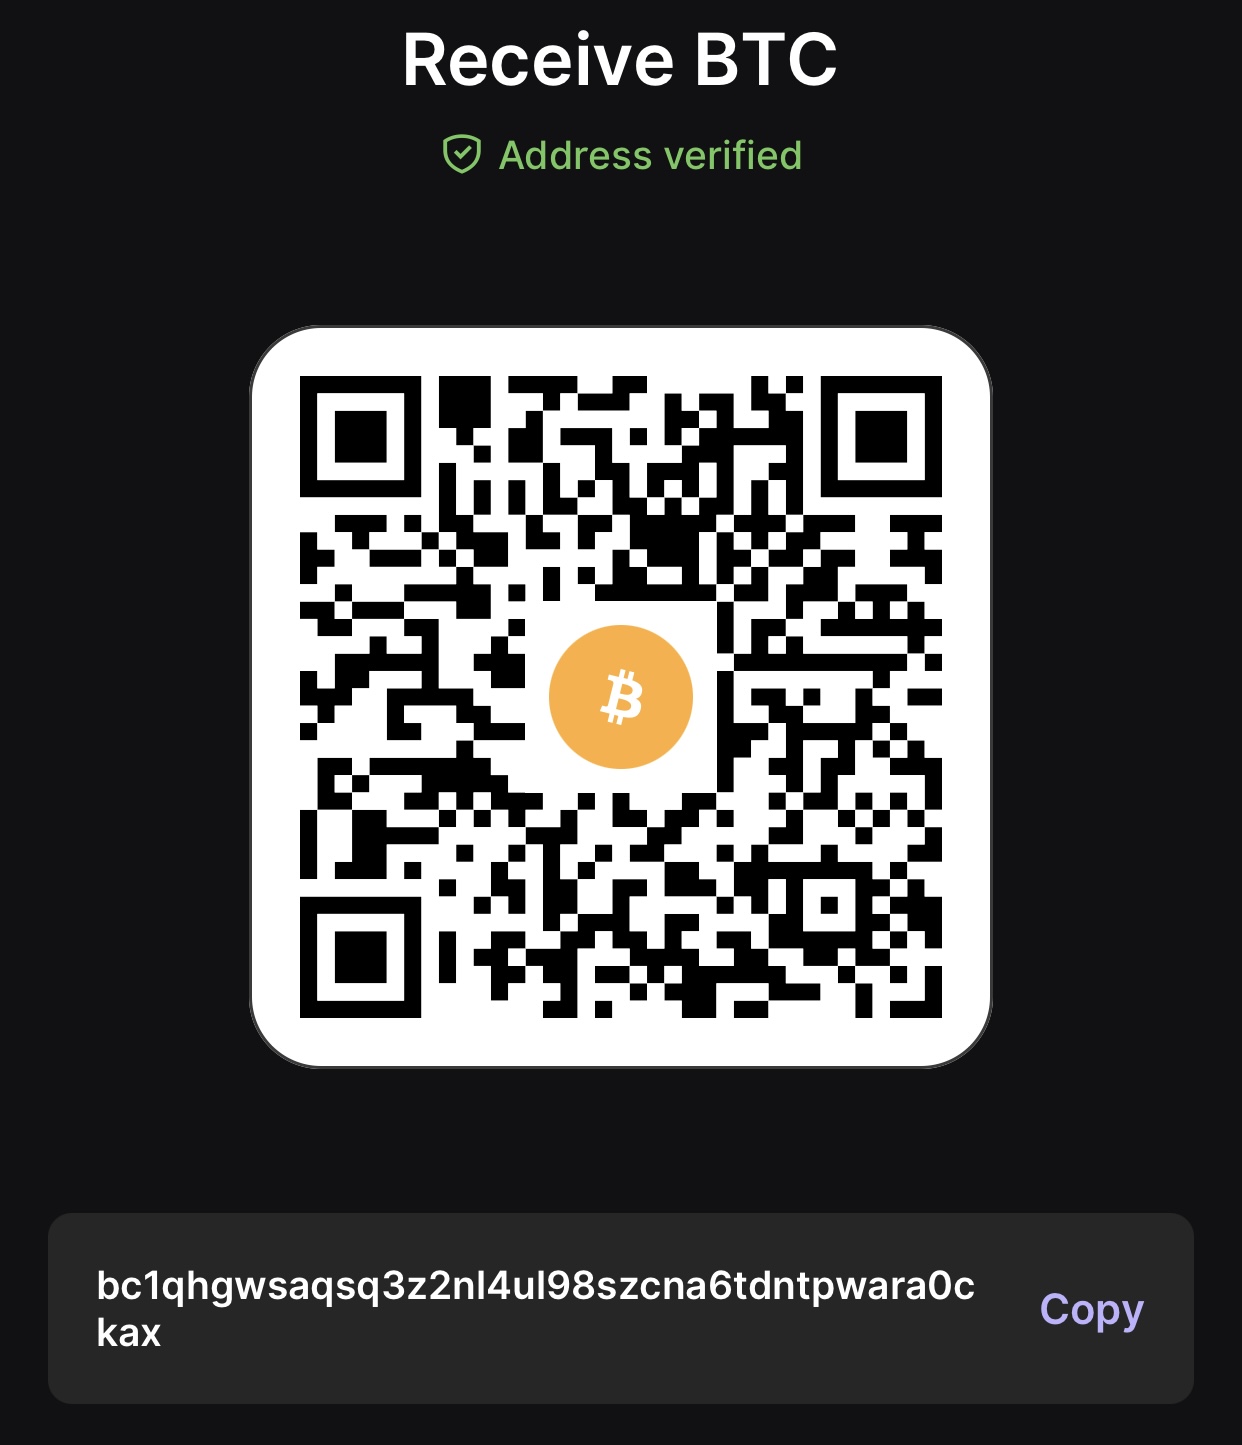 Receive BTC
Address verified
bc1qhgwsaqsq3z2nl4ul98szcna6tdntpwara0c
kax
Copy